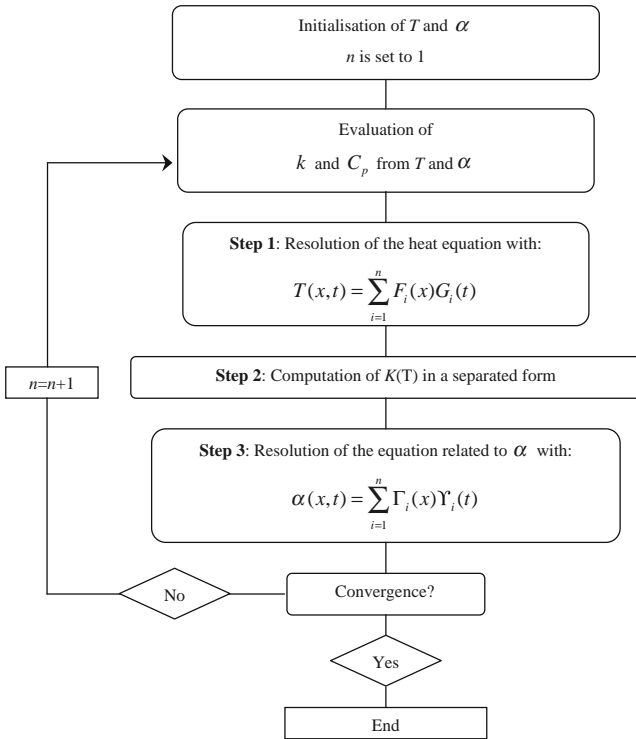 Initialisation of T and α
n is set to 1
Evaluation of
k and C_p from T and α
Step 1: Resolution of the heat equation with:
T(x,t) = ∑_{i=1}^{n} F_i(x)G_i(t)
n=n+1
Step 2: Computation of K(T) in a separated form
Step 3: Resolution of the equation related to α with:
α(x,t) = ∑_{i=1}^{n} Γ_i(x)ϒ_i(t)
No
Convergence?
Yes
End